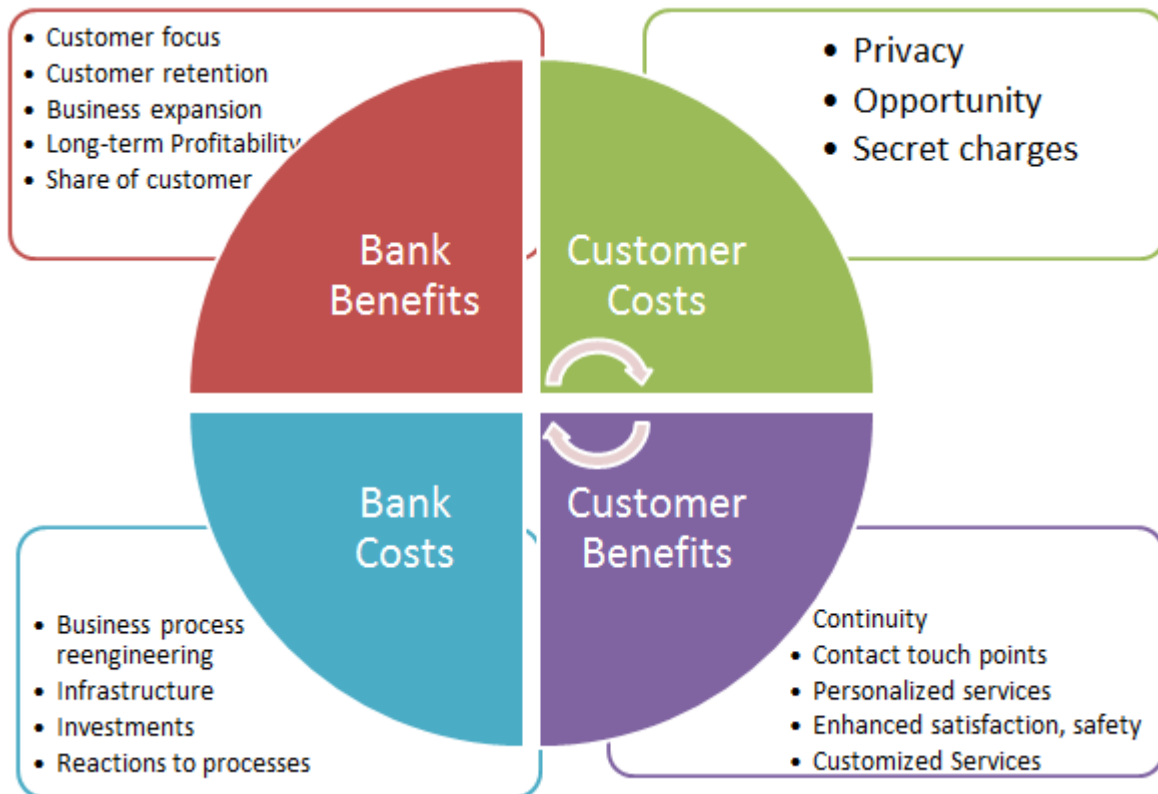 • Customer focus
• Customer retention
• Business expansion
• Long-term Profitability
• Share of customer
• Privacy
• Opportunity
• Secret charges
Bank
Benefits
Customer
Costs
Bank
Costs
Customer
Benefits
• Business process
reengineering
• Infrastructure
• Investments
• Reactions to processes
Continuity
• Contact touch points
• Personalized services
• Enhanced satisfaction, safety
• Customized Services